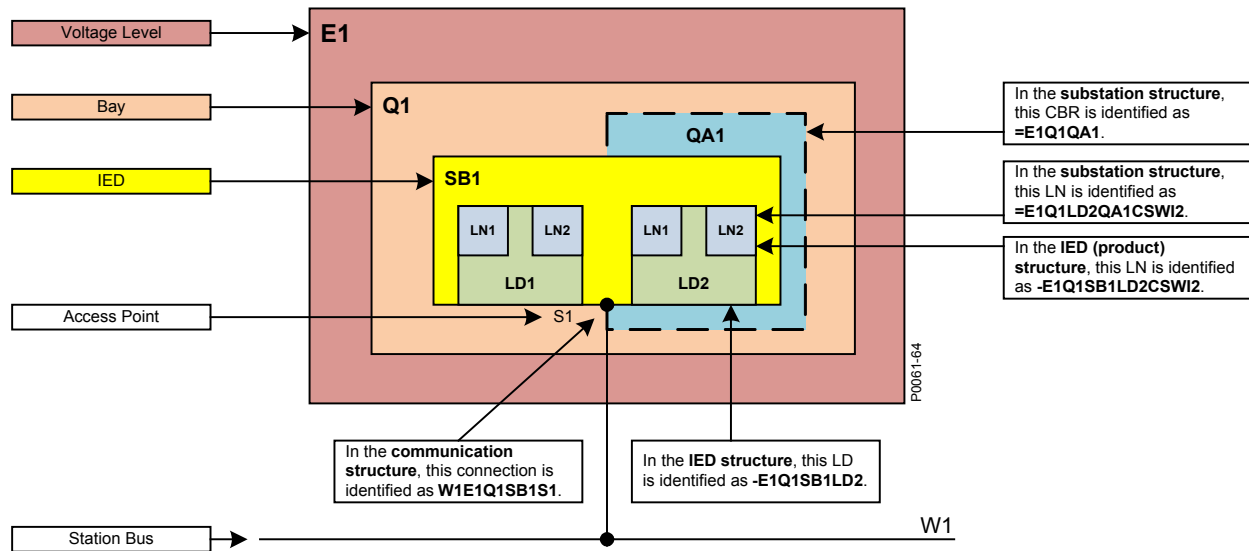 Voltage Level
E1
Bay
Q1
In the substation structure,
this CBR is identified as
=E1Q1QA1.
QA1
IED
SB1
In the substation structure,
this LN is identified as
=E1Q1LD2QA1CSWI2.
LN1
LN2
LN1
LN2
In the IED (product)
structure, this LN is identified
as -E1Q1SB1LD2CSWI2.
LD1
LD2
Access Point
S1
P0061-64
In the communication
structure, this connection is
identified as W1E1Q1SB1S1.
In the IED structure, this LD
is identified as -E1Q1SB1LD2.
Station Bus
W1